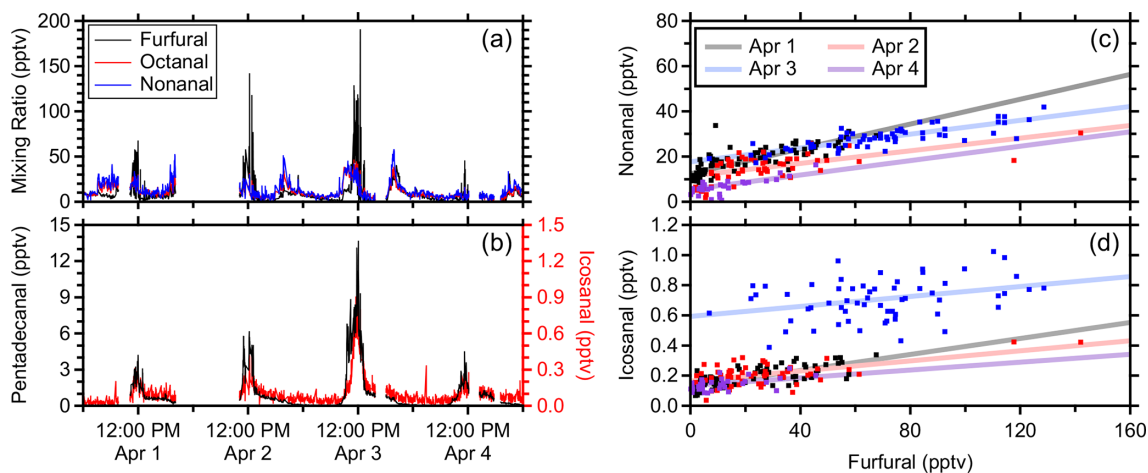 200
150
100
50
0
Mixing Ratio (pptv)
Furfural
Octanal
Nonanal
(a)
15
12
9
6
3
0
Pentadecanal (pptv)
(b)
1.5
1.2
0.9
0.6
0.3
0.0
Icosanal (pptv)
12:00 PM 12:00 PM 12:00 PM 12:00 PM
Apr 1 Apr 2 Apr 3 Apr 4
80
60
40
20
0
Nonanal (pptv)
Apr 1 Apr 2
Apr 3 Apr 4
(c)
1.2
1.0
0.8
0.6
0.4
0.2
0.0
Icosanal (pptv)
(d)
0 40 80 120 160
Furfural (pptv)